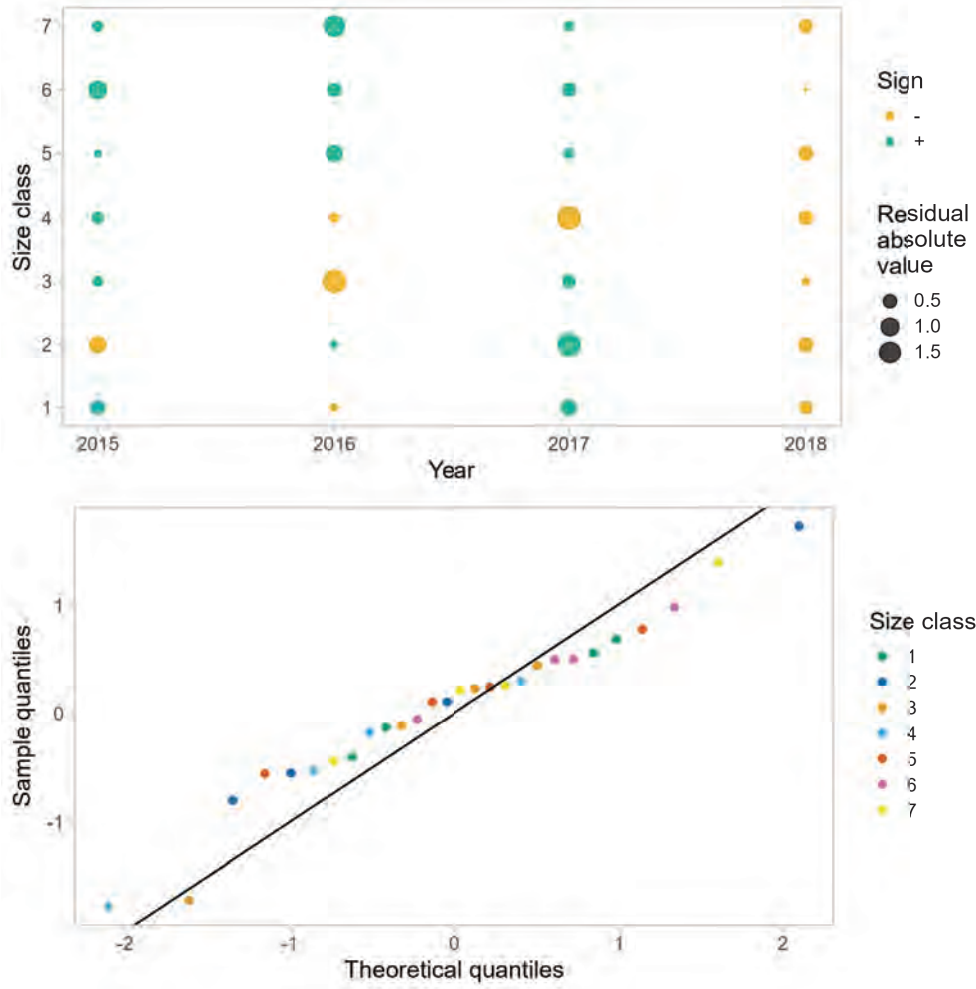 7
6
5
4
3
2
1
Size class
2015 2016 2017 2018
Year
Sign
-
+
Residual
absolute
value
0.5
1.0
1.5
1
0
-1
Sample quantiles
-2 -1 0 1 2
Theoretical quantiles
Size class
1
2
3
4
5
6
7